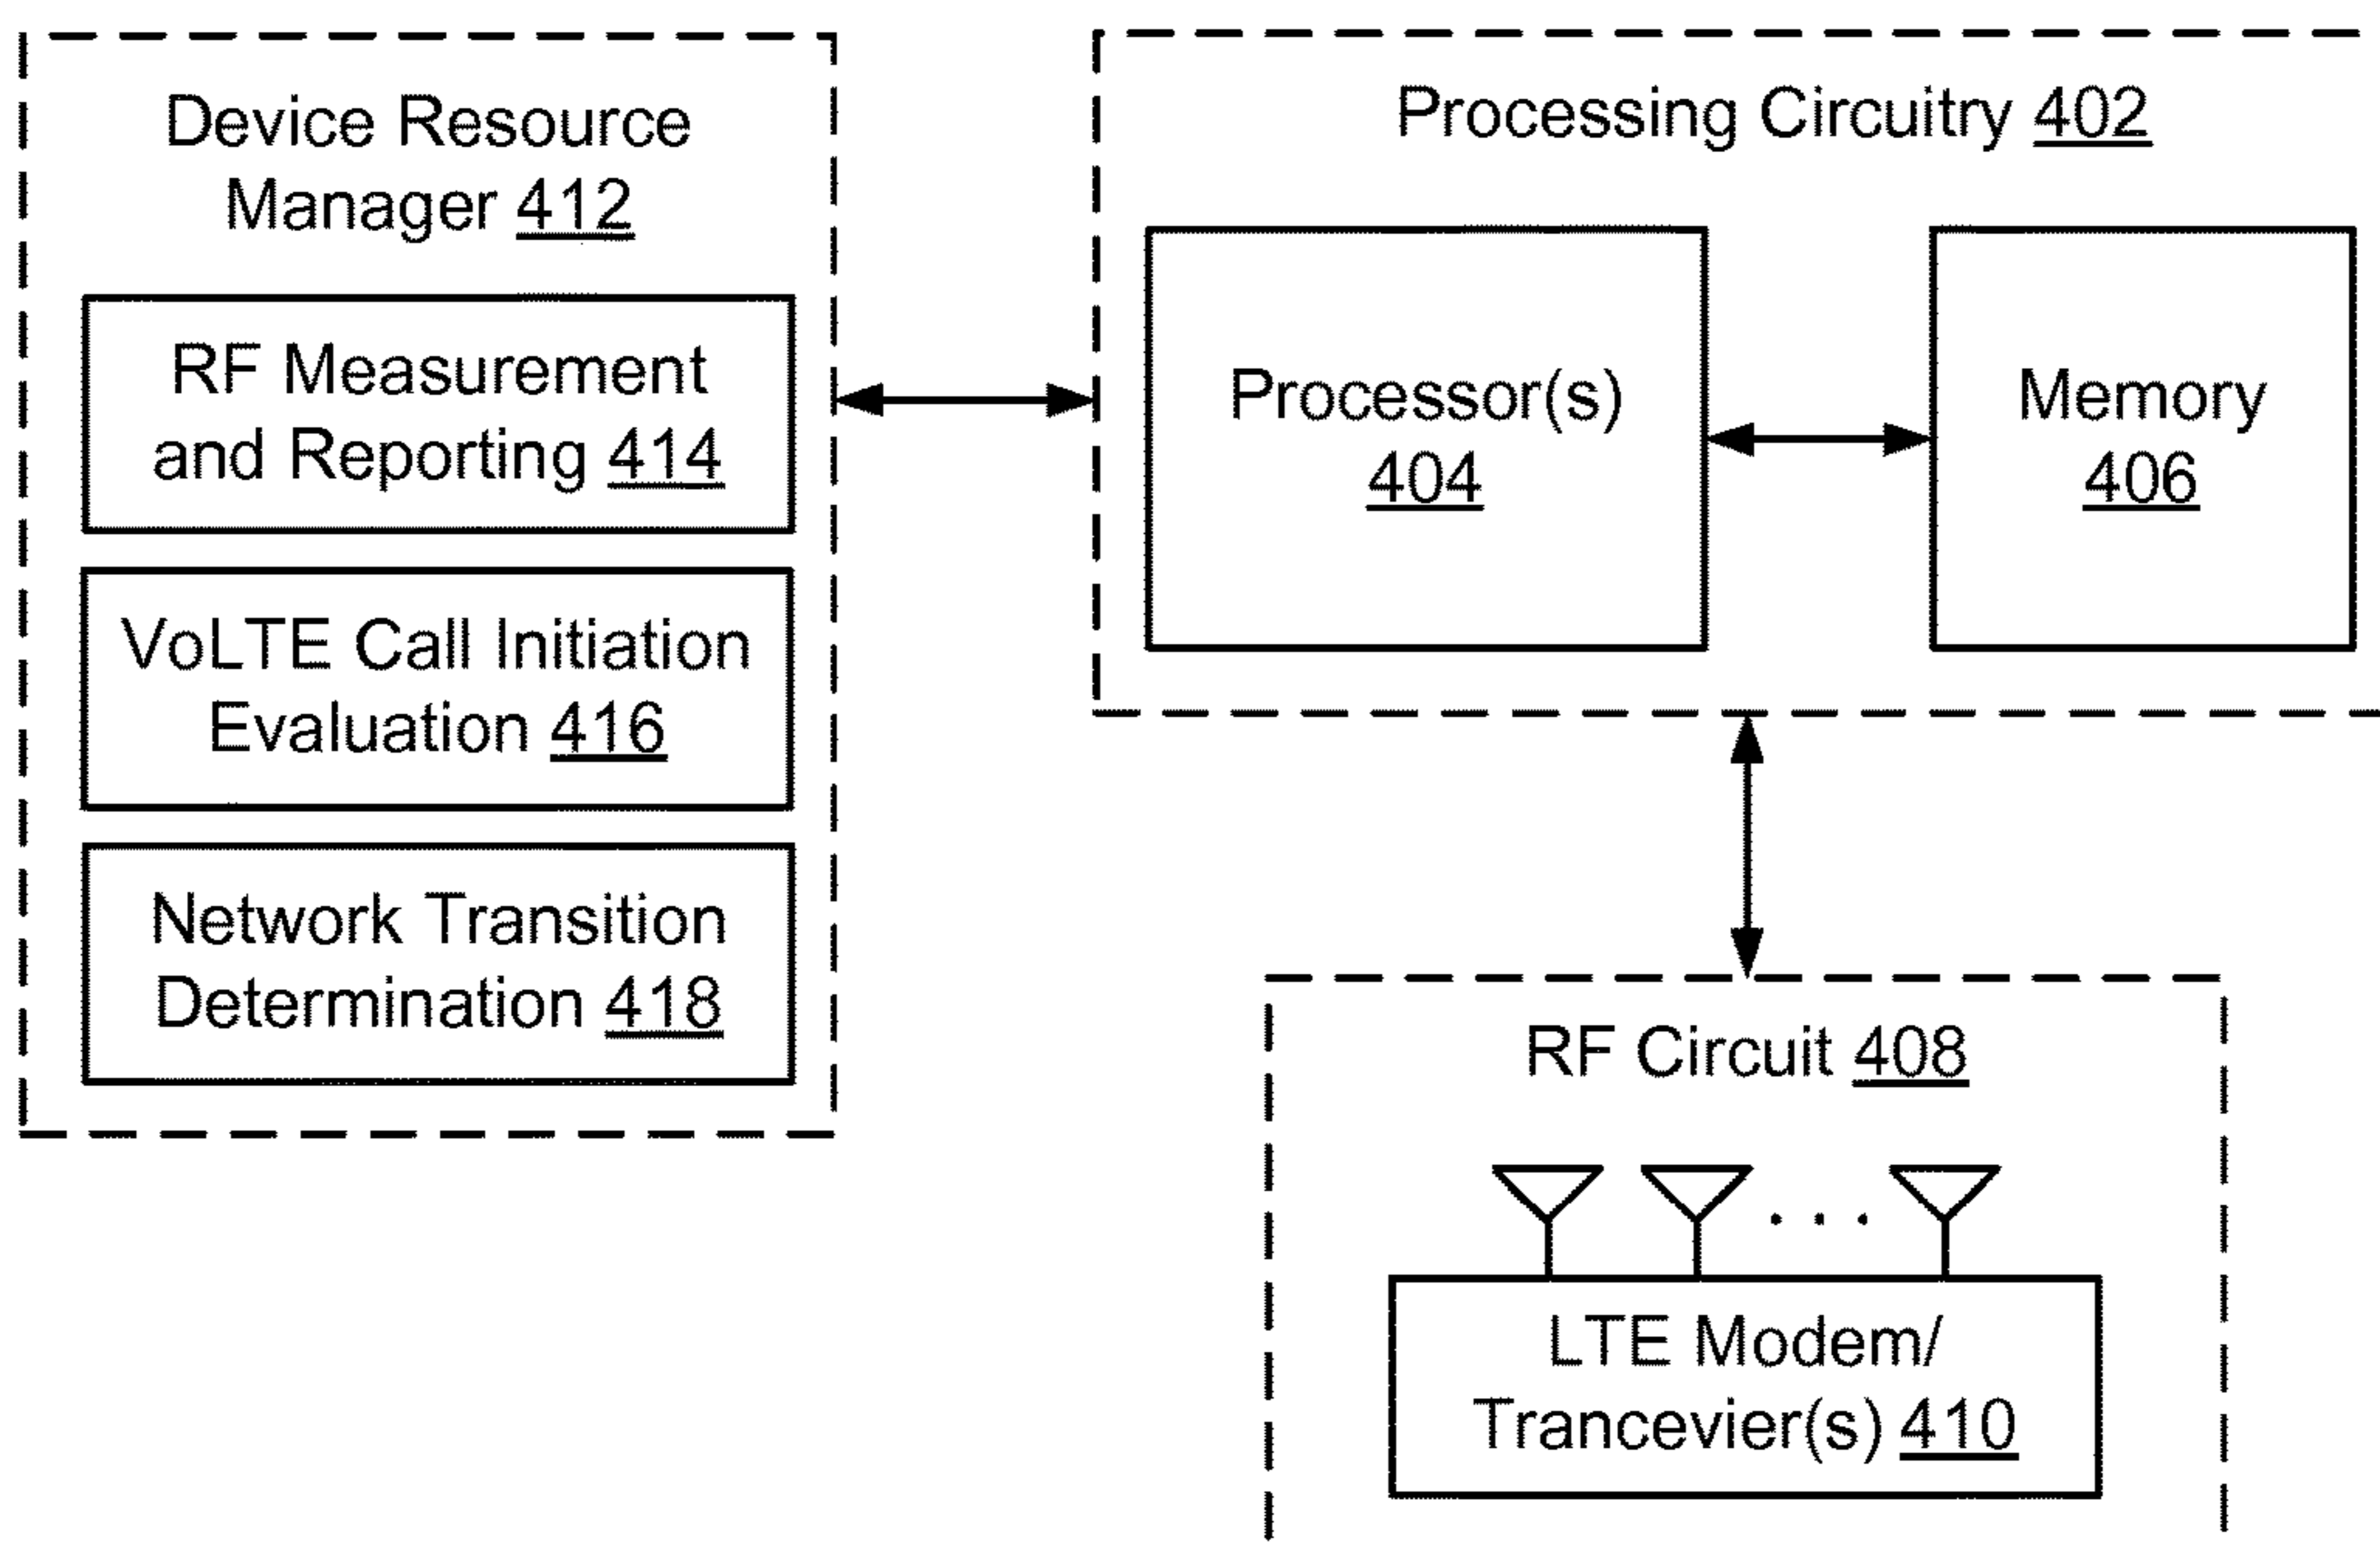 Device Resource
Manager 412
RF Measurement
and Reporting 414
VoLTE Call Initiation
Evaluation 416
Network Transition
Determination 418
Processing Circuitry 402
Processor(s)
404
Memory
406
RF Circuit 408
LTE Modem/
Trancevier(s) 410